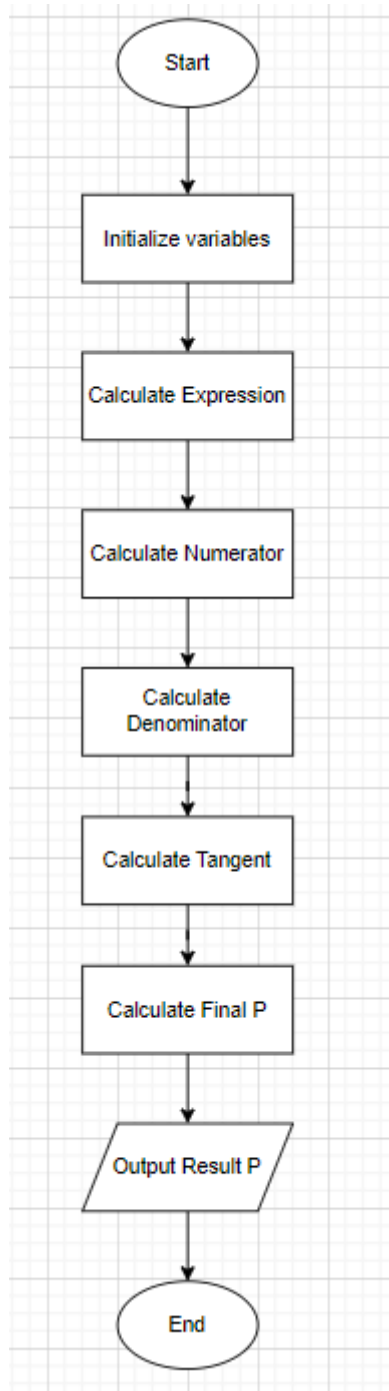 Start
Initialize variables
Calculate Expression
Calculate Numerator
Calculate
Denominator
Calculate Tangent
Calculate Final P
Output Result P
End